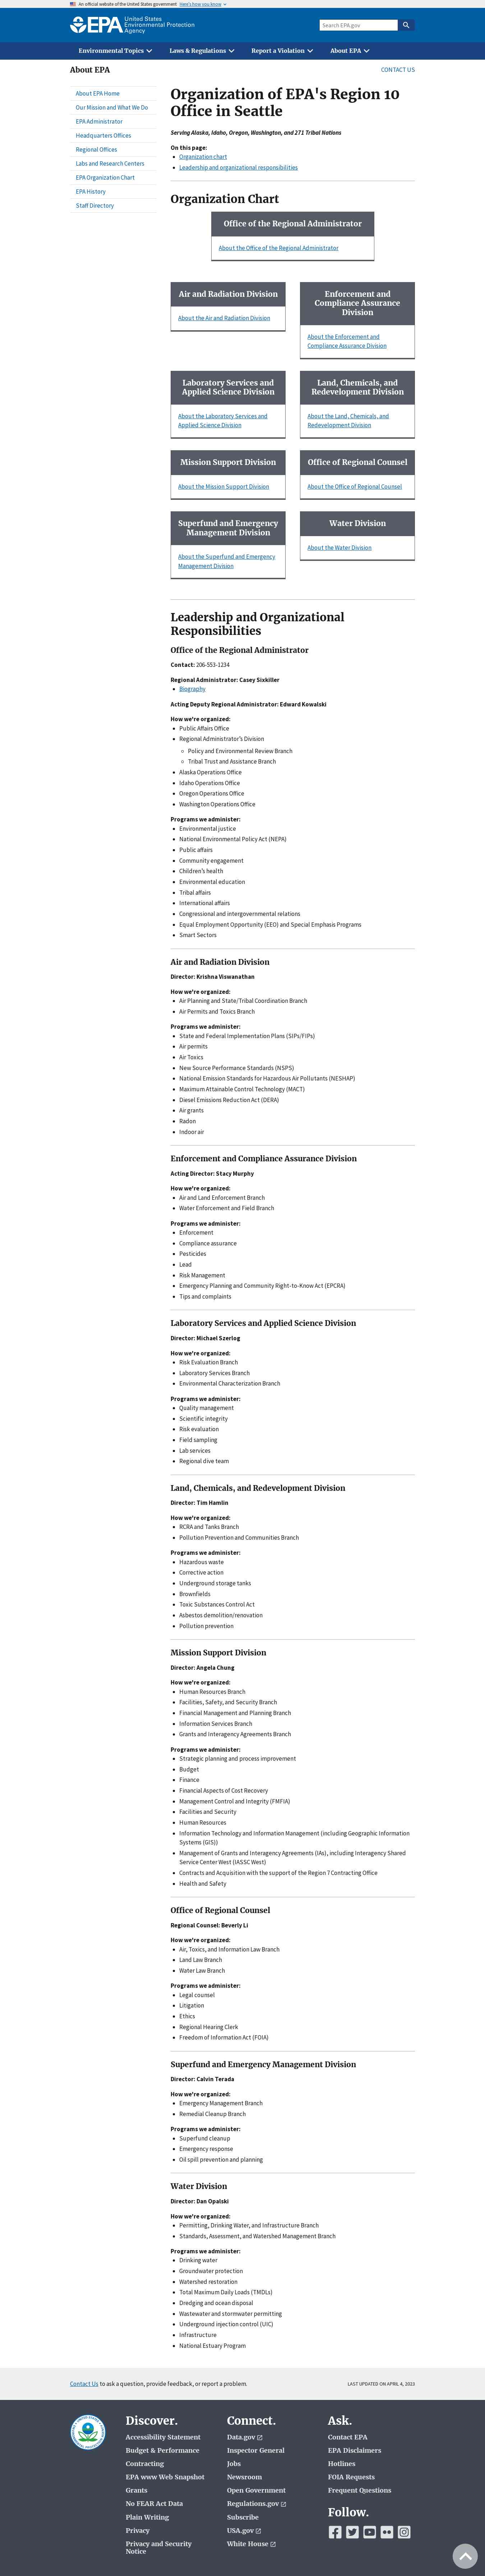 An official website of the United States government Here's how you know
EPA United States Environmental Protection Agency
Search EPA.gov
Environmental Topics
Laws & Regulations
Report a Violation
About EPA
About EPA
CONTACT US
About EPA Home
Our Mission and What We Do
EPA Administrator
Headquarters Offices
Regional Offices
Labs and Research Centers
EPA Organization Chart
EPA History
Staff Directory
Organization of EPA's Region 10
Office in Seattle
Serving Alaska, Idaho, Oregon, Washington, and 271 Tribal Nations
On this page:
Organization chart
Leadership and organizational responsibilities
Organization Chart
Office of the Regional Administrator
About the Office of the Regional Administrator
Air and Radiation Division
About the Air and Radiation Division
Enforcement and
Compliance Assurance
Division
About the Enforcement and
Compliance Assurance Division
Laboratory Services and
Applied Science Division
About the Laboratory Services and
Applied Science Division
Land, Chemicals, and
Redevelopment Division
About the Land, Chemicals, and
Redevelopment Division
Mission Support Division
About the Mission Support Division
Office of Regional Counsel
About the Office of Regional Counsel
Superfund and Emergency
Management Division
About the Superfund and Emergency
Management Division
Water Division
About the Water Division
Leadership and Organizational
Responsibilities
Office of the Regional Administrator
Contact: 206-553-1234
Regional Administrator: Casey Sixkiller
Biography
Acting Deputy Regional Administrator: Edward Kowalski
How we're organized:
Public Affairs Office
Regional Administrator's Division
Policy and Environmental Review Branch
Tribal Trust and Assistance Branch
Alaska Operations Office
Idaho Operations Office
Oregon Operations Office
Washington Operations Office
Programs we administer:
Environmental justice
National Environmental Policy Act (NEPA)
Public affairs
Community engagement
Children's health
Environmental education
Tribal affairs
International affairs
Congressional and intergovernmental relations
Equal Employment Opportunity (EEO) and Special Emphasis Programs
Smart Sectors
Air and Radiation Division
Director: Krishna Viswanathan
How we're organized:
Air Planning and State/Tribal Coordination Branch
Air Permits and Toxics Branch
Programs we administer:
State and Federal Implementation Plans (SIPs/FIPs)
Air permits
Air Toxics
New Source Performance Standards (NSPS)
National Emission Standards for Hazardous Air Pollutants (NESHAP)
Maximum Attainable Control Technology (MACT)
Diesel Emissions Reduction Act (DERA)
Air grants
Radon
Indoor air
Enforcement and Compliance Assurance Division
Acting Director: Stacy Murphy
How we're organized:
Air and Land Enforcement Branch
Water Enforcement and Field Branch
Programs we administer:
Enforcement
Compliance assurance
Pesticides
Lead
Risk Management
Emergency Planning and Community Right-to-Know Act (EPCRA)
Tips and complaints
Laboratory Services and Applied Science Division
Director: Michael Szerlog
How we're organized:
Risk Evaluation Branch
Laboratory Services Branch
Environmental Characterization Branch
Programs we administer:
Quality management
Scientific integrity
Risk evaluation
Field sampling
Lab services
Regional dive team
Land, Chemicals, and Redevelopment Division
Director: Tim Hamlin
How we're organized:
RCRA and Tanks Branch
Pollution Prevention and Communities Branch
Programs we administer:
Hazardous waste
Corrective action
Underground storage tanks
Brownfields
Toxic Substances Control Act
Asbestos demolition/renovation
Pollution prevention
Mission Support Division
Director: Angela Chung
How we're organized:
Human Resources Branch
Facilities, Safety, and Security Branch
Financial Management and Planning Branch
Information Services Branch
Grants and Interagency Agreements Branch
Programs we administer:
Strategic planning and process improvement
Budget
Finance
Financial Aspects of Cost Recovery
Management Control and Integrity (FMFIA)
Facilities and Security
Human Resources
Information Technology and Information Management (including Geographic Information
Systems (GIS))
Management of Grants and Interagency Agreements (IAs), including Interagency Shared
Service Center West (IASSC West)
Contracts and Acquisition with the support of the Region 7 Contracting Office
Health and Safety
Office of Regional Counsel
Regional Counsel: Beverly Li
How we're organized:
Air, Toxics, and Information Law Branch
Land Law Branch
Water Law Branch
Programs we administer:
Legal counsel
Litigation
Ethics
Regional Hearing Clerk
Freedom of Information Act (FOIA)
Superfund and Emergency Management Division
Director: Calvin Terada
How we're organized:
Emergency Management Branch
Remedial Cleanup Branch
Programs we administer:
Superfund cleanup
Emergency response
Oil spill prevention and planning
Water Division
Director: Dan Opalski
How we're organized:
Permitting, Drinking Water, and Infrastructure Branch
Standards, Assessment, and Watershed Management Branch
Programs we administer:
Drinking water
Groundwater protection
Watershed restoration
Total Maximum Daily Loads (TMDLs)
Dredging and ocean disposal
Wastewater and stormwater permitting
Underground injection control (UIC)
Infrastructure
National Estuary Program
Contact Us to ask a question, provide feedback, or report a problem.
LAST UPDATED ON APRIL 4, 2023
Discover.
Accessibility Statement
Budget & Performance
Contracting
EPA www Web Snapshot
Grants
No FEAR Act Data
Plain Writing
Privacy
Privacy and Security
Notice
Connect.
Data.gov
Inspector General
Jobs
Newsroom
Open Government
Regulations.gov
Subscribe
USA.gov
White House
Ask.
Contact EPA
EPA Disclaimers
Hotlines
FOIA Requests
Frequent Questions
Follow.